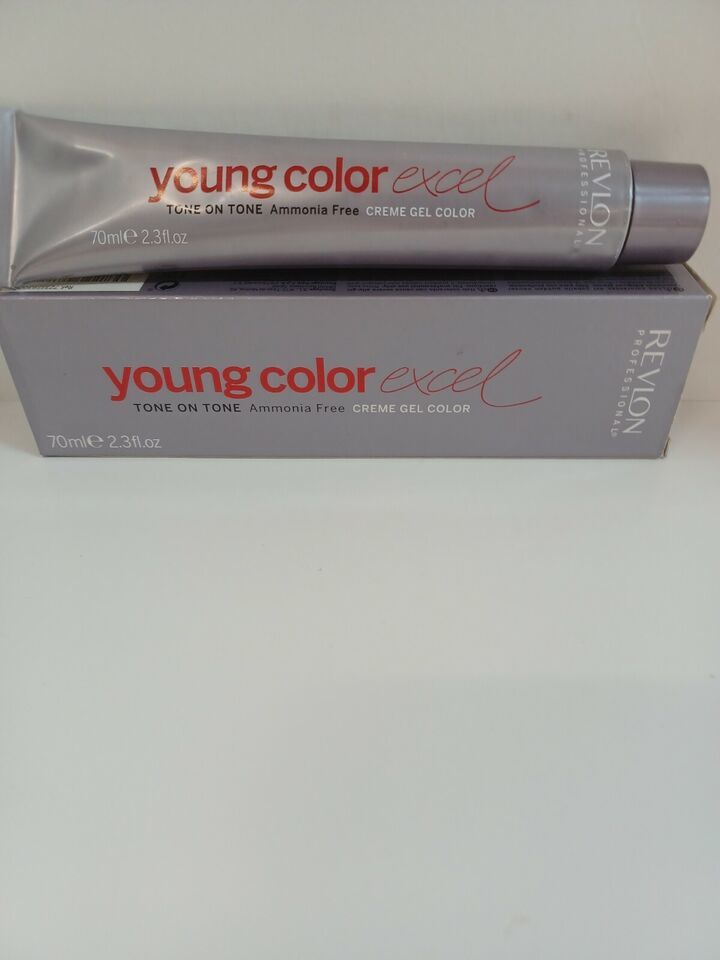 young color excel
TONE ON TONE Ammonia Free CREME GEL COLOR
70ml℮ 2.3fl.oz
REVLON
PROFESSIONAL®
young color excel
TONE ON TONE Ammonia Free CREME GEL COLOR
70ml℮ 2.3fl.oz
REVLON
PROFESSIONAL®